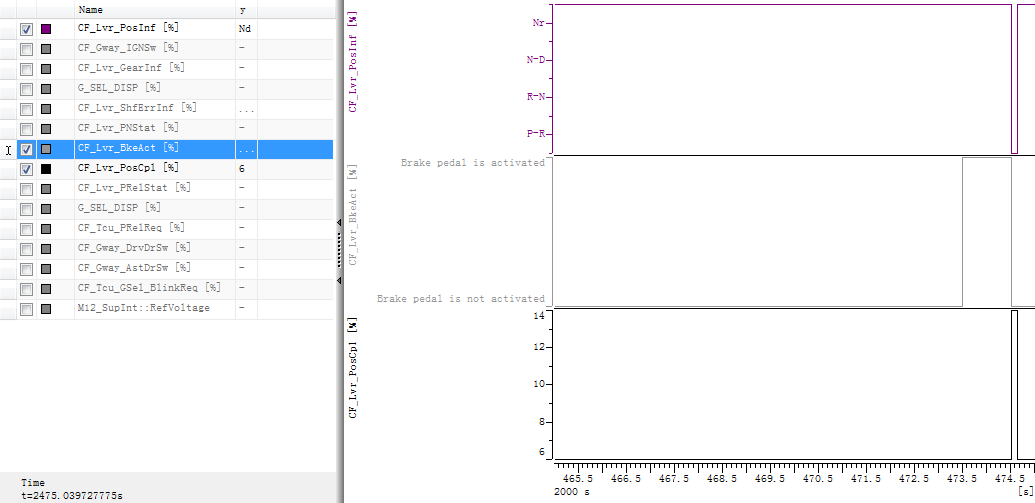 Name y
CF_Lvr_PosInf [%] Nd
CF_Gway_IGNSw [%] -
CF_Lvr_GearInf [%] -
G_SEL_DISP [%] -
CF_Lvr_ShfErrInf [%] ...
CF_Lvr_PNStat [%] -
CF_Lvr_BkeAct [%] ...
CF_Lvr_PosCpl [%] 6
CF_Lvr_PRelStat [%] -
G_SEL_DISP [%] -
CF_Tcu_PRelReq [%] -
CF_Gway_DrvDrSw [%] -
CF_Gway_AstDrSw [%] -
CF_Tcu_GSel_BlinkReq [%] -
M12_SupInt::RefVoltage -
Time
t=2475.039727775s
CF_Lvr_PosInf [%]
Nr
N-D
R-N
P-R
CF_Lvr_BkeAct [%]
Brake pedal is activated
Brake pedal is not activated
CF_Lvr_PosCpl [%]
14
12
10
8
6
465.5 466.5 467.5 468.5 469.5 470.5 471.5 472.5 473.5 474.5
2000 s [s]